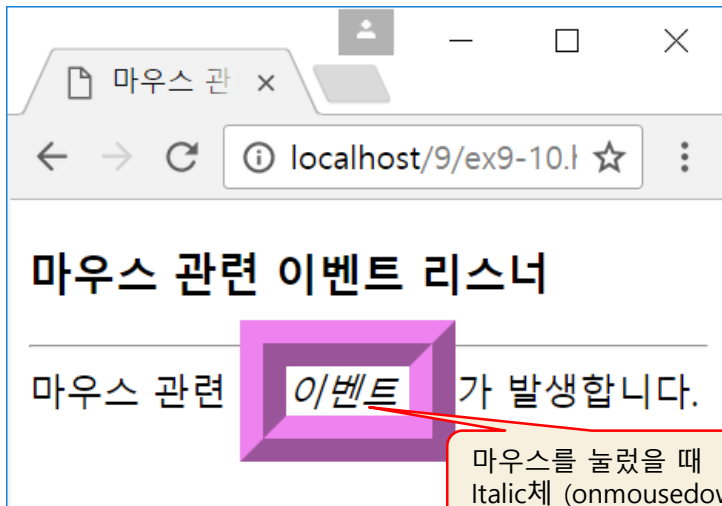 마우스 관
localhost/9/ex9-10.h
마우스 관련 이벤트 리스너
마우스 관련 이벤트 가 발생합니다.
마우스를 눌렀을 때
Italic체 (onmousedow